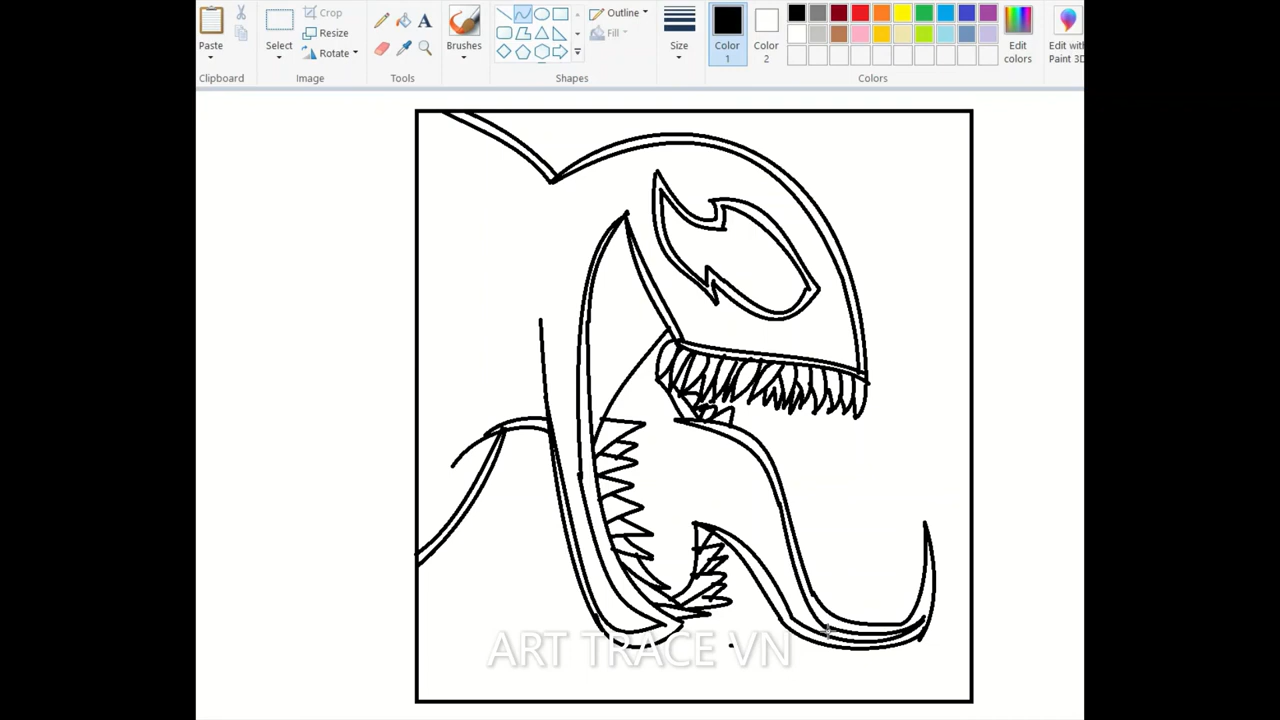 Paste
Clipboard
Select
Crop
Resize
Rotate
Image
A
Tools
Brushes
Outline
Fill
Shapes
Size
Color
1
Color
2
Colors
Edit
colors
Edit with
Paint 3D
ART TRACE VN